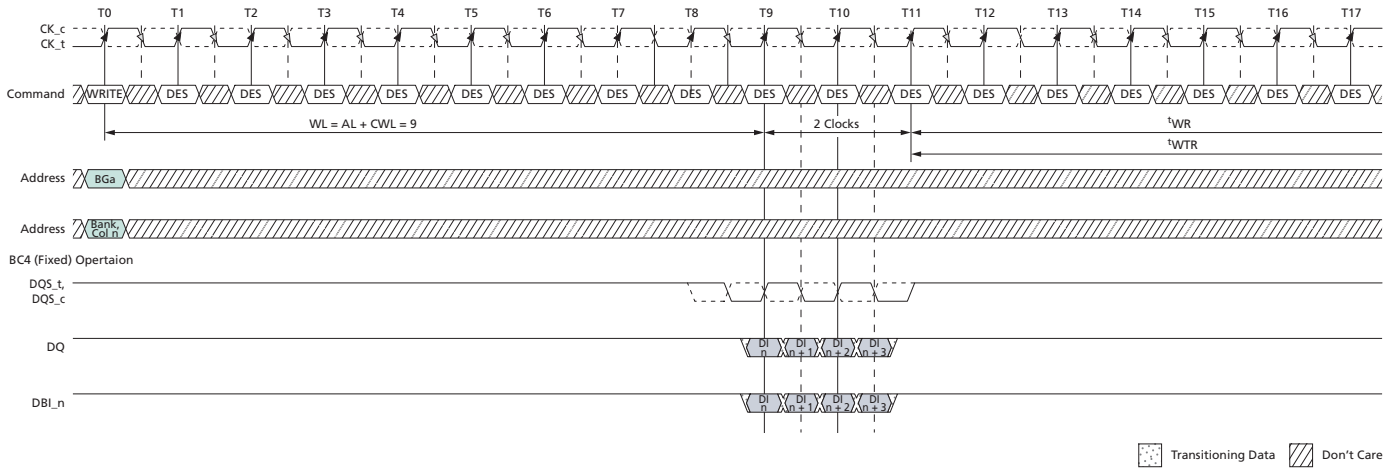 T0 T1 T2 T3 T4 T5 T6 T7 T8 T9 T10 T11 T12 T13 T14 T15 T16 T17
CK_c
CK_t
Command WRITE DES DES DES DES DES DES DES DES DES DES DES DES DES DES DES DES DES
WL = AL + CWL = 9 2 Clocks tWR
tWTR
Address BGa
Address Bank, Col n
BC4 (Fixed) Opertaion
DQS_t,
DQS_c
DQ DI n DI n + 1 DI n + 2 DI n + 3
DBI_n DI n DI n + 1 DI n + 2 DI n + 3
Transitioning Data Don't Care